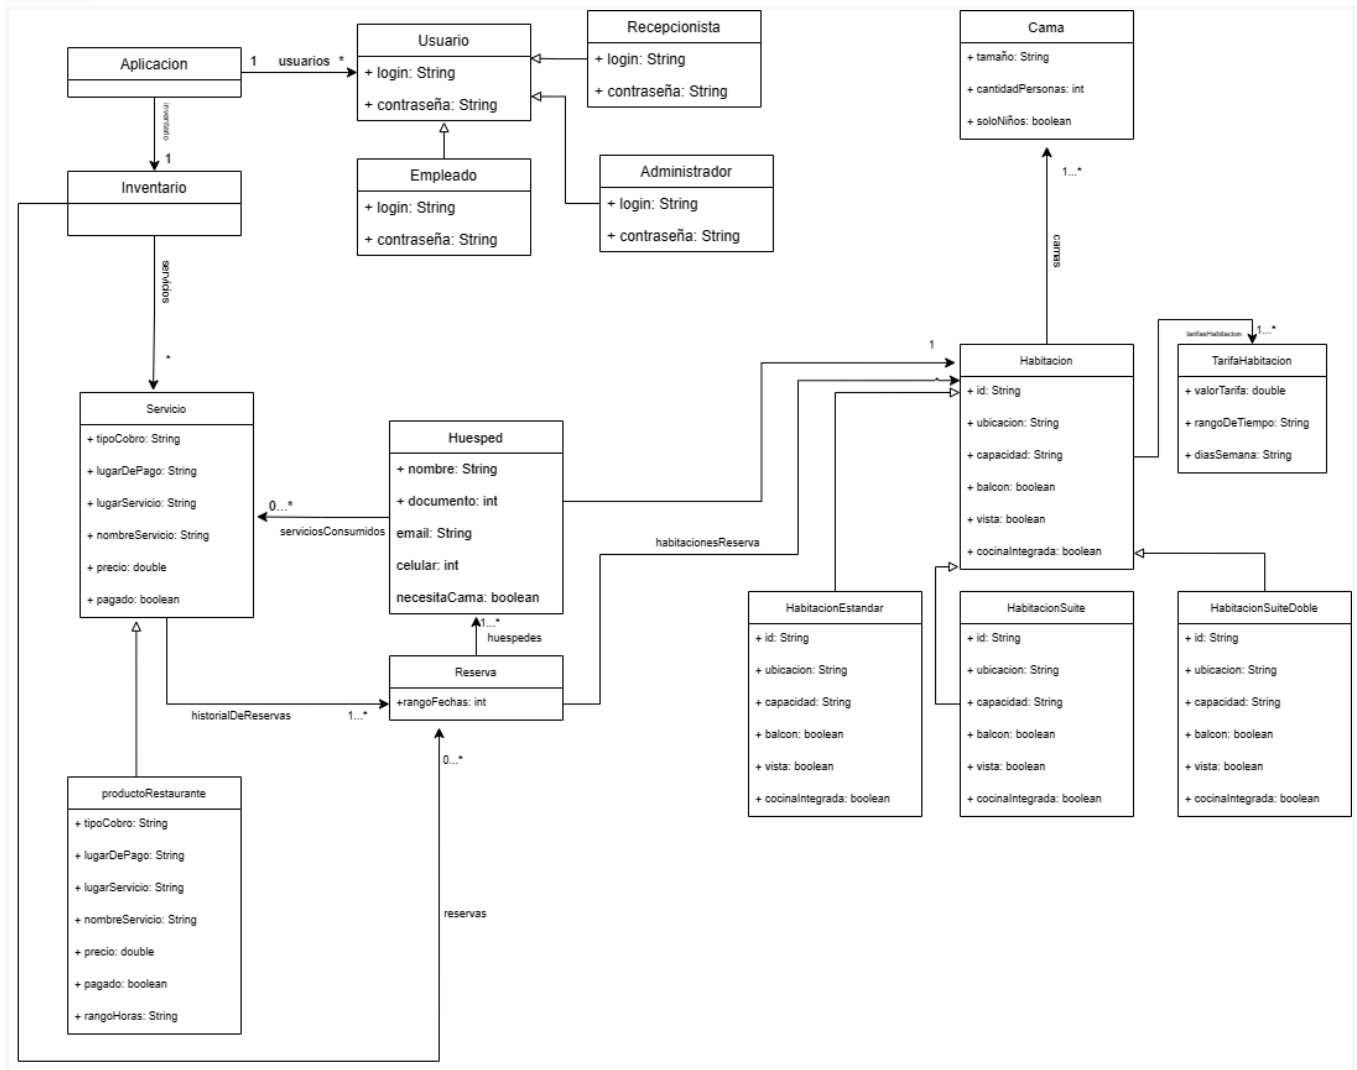 Aplicacion
1 usuarios *
inventario
1
Inventario
servicios
*
Usuario
+ login: String
+ contraseña: String
Recepcionista
+ login: String
+ contraseña: String
Empleado
+ login: String
+ contraseña: String
Administrador
+ login: String
+ contraseña: String
Cama
+ tamaño: String
+ cantidadPersonas: int
+ soloNiños: boolean
1...*
camas
1
Habitacion
+ id: String
+ ubicacion: String
+ capacidad: String
+ balcon: boolean
+ vista: boolean
+ cocinaIntegrada: boolean
tarifasHabitacion
1...*
TarifaHabitacion
+ valorTarifa: double
+ rangoDeTiempo: String
+ diasSemana: String
Servicio
+ tipoCobro: String
+ lugarDePago: String
+ lugarServicio: String
+ nombreServicio: String
+ precio: double
+ pagado: boolean
0...*
serviciosConsumidos
Huesped
+ nombre: String
+ documento: int
email: String
celular: int
necesitaCama: boolean
1...*
huespedes
habitacionesReserva
Reserva
+rangoFechas: int
historialDeReservas
1...*
0...*
reservas
HabitacionEstandar
+ id: String
+ ubicacion: String
+ capacidad: String
+ balcon: boolean
+ vista: boolean
+ cocinaIntegrada: boolean
HabitacionSuite
+ id: String
+ ubicacion: String
+ capacidad: String
+ balcon: boolean
+ vista: boolean
+ cocinaIntegrada: boolean
HabitacionSuiteDoble
+ id: String
+ ubicacion: String
+ capacidad: String
+ balcon: boolean
+ vista: boolean
+ cocinaIntegrada: boolean
productoRestaurante
+ tipoCobro: String
+ lugarDePago: String
+ lugarServicio: String
+ nombreServicio: String
+ precio: double
+ pagado: boolean
+ rangoHoras: String